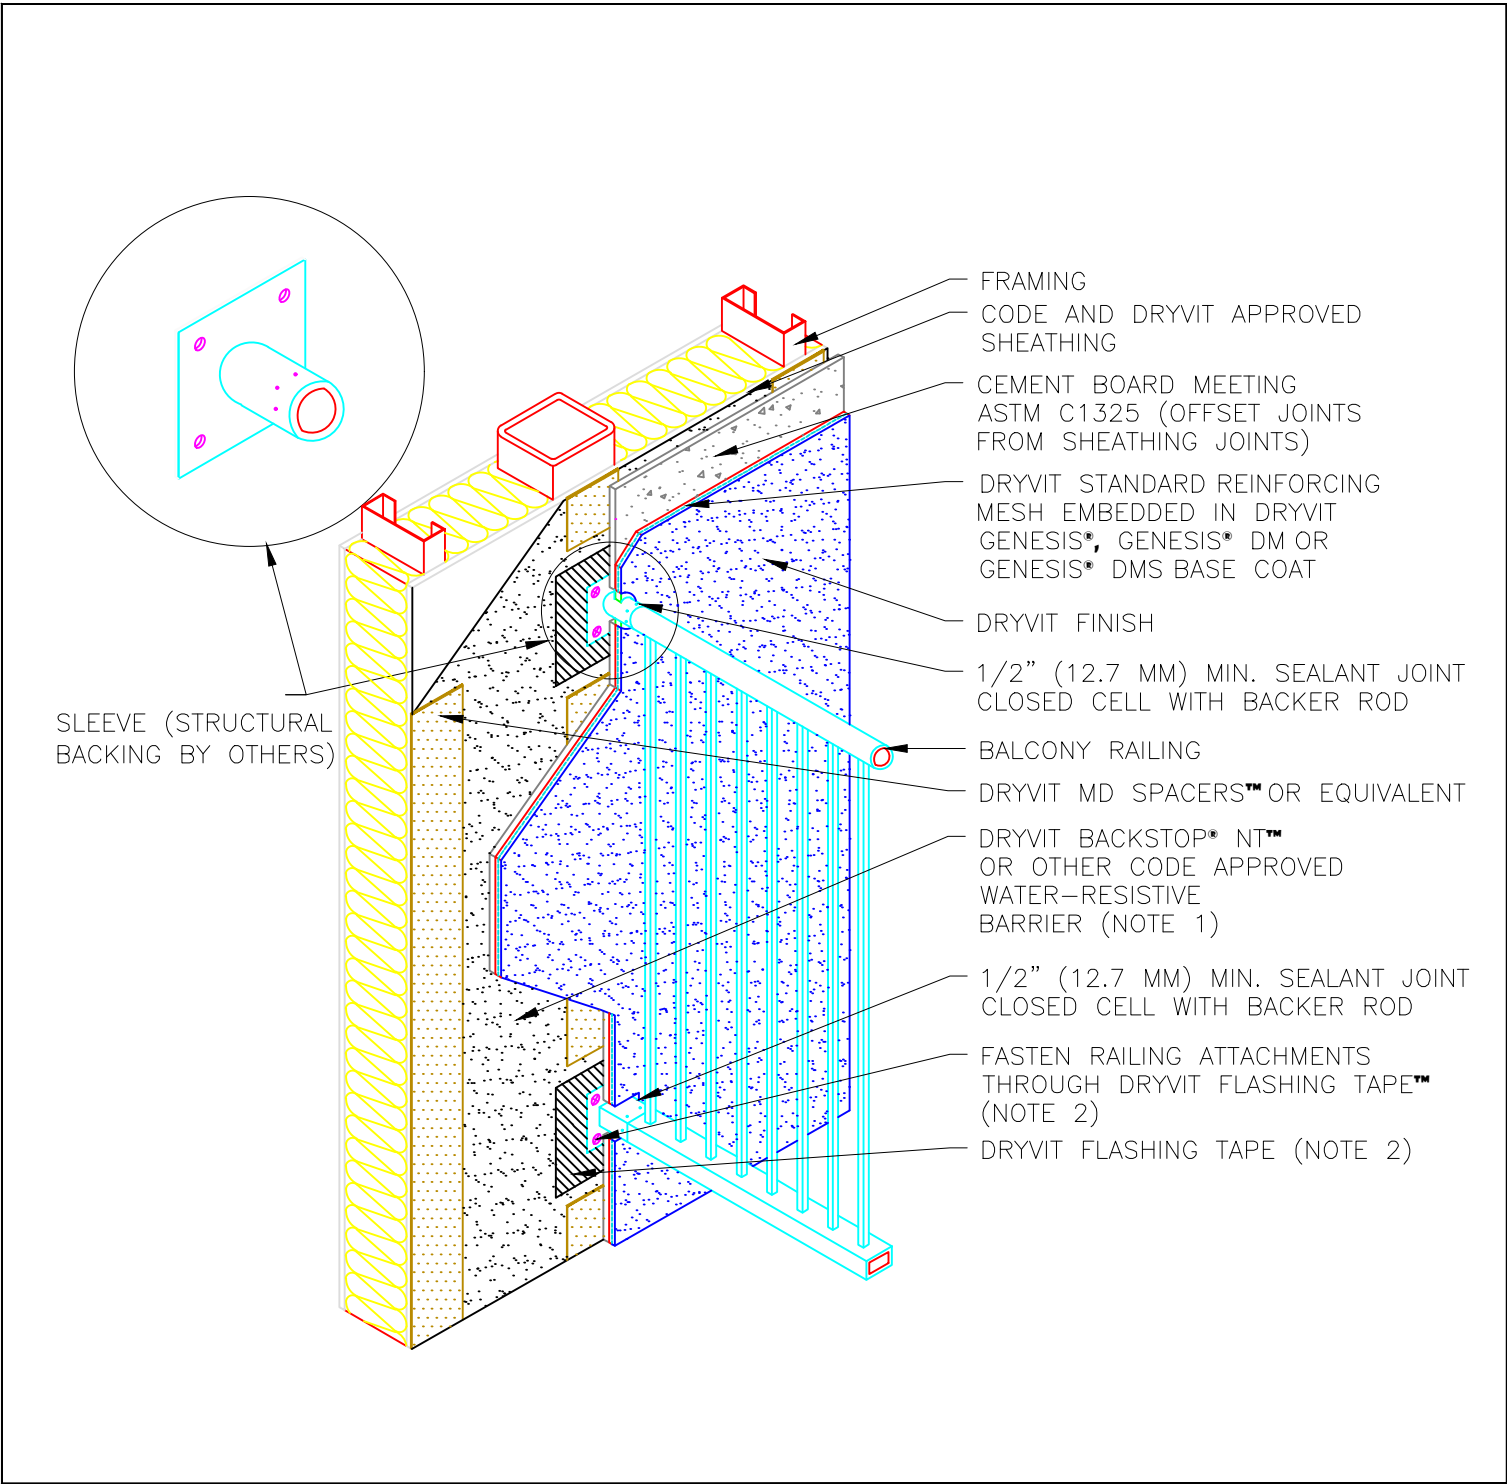 FRAMING
CODE AND DRYVIT APPROVED
SHEATHING
CEMENT BOARD MEETING
ASTM C1325 (OFFSET JOINTS
FROM SHEATHING JOINTS)
DRYVIT STANDARD REINFORCING
MESH EMBEDDED IN DRYVIT
GENESIS®, GENESIS® DM OR
GENESIS® DMS BASE COAT
DRYVIT FINISH
1/2" (12.7 MM) MIN. SEALANT JOINT
CLOSED CELL WITH BACKER ROD
SLEEVE (STRUCTURAL
BACKING BY OTHERS)
BALCONY RAILING
DRYVIT MD SPACERS™ OR EQUIVALENT
DRYVIT BACKSTOP® NT™
OR OTHER CODE APPROVED
WATER-RESISTIVE
BARRIER (NOTE 1)
1/2" (12.7 MM) MIN. SEALANT JOINT
CLOSED CELL WITH BACKER ROD
FASTEN RAILING ATTACHMENTS
THROUGH DRYVIT FLASHING TAPE™
(NOTE 2)
DRYVIT FLASHING TAPE (NOTE 2)